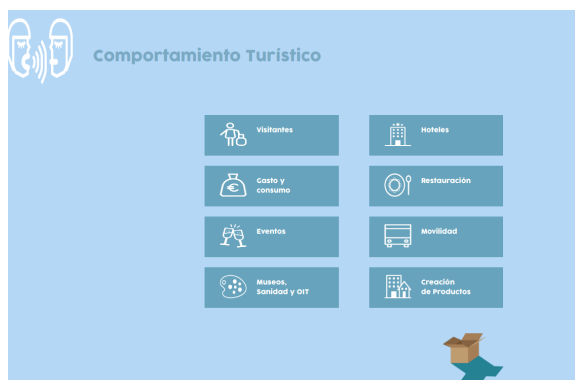 Comportamiento Turístico
Visitantes
Hoteles
Gasto y
consumo
Restauración
Eventos
Movilidad
Museos,
Sanidad y OIT
Creación
de Productos